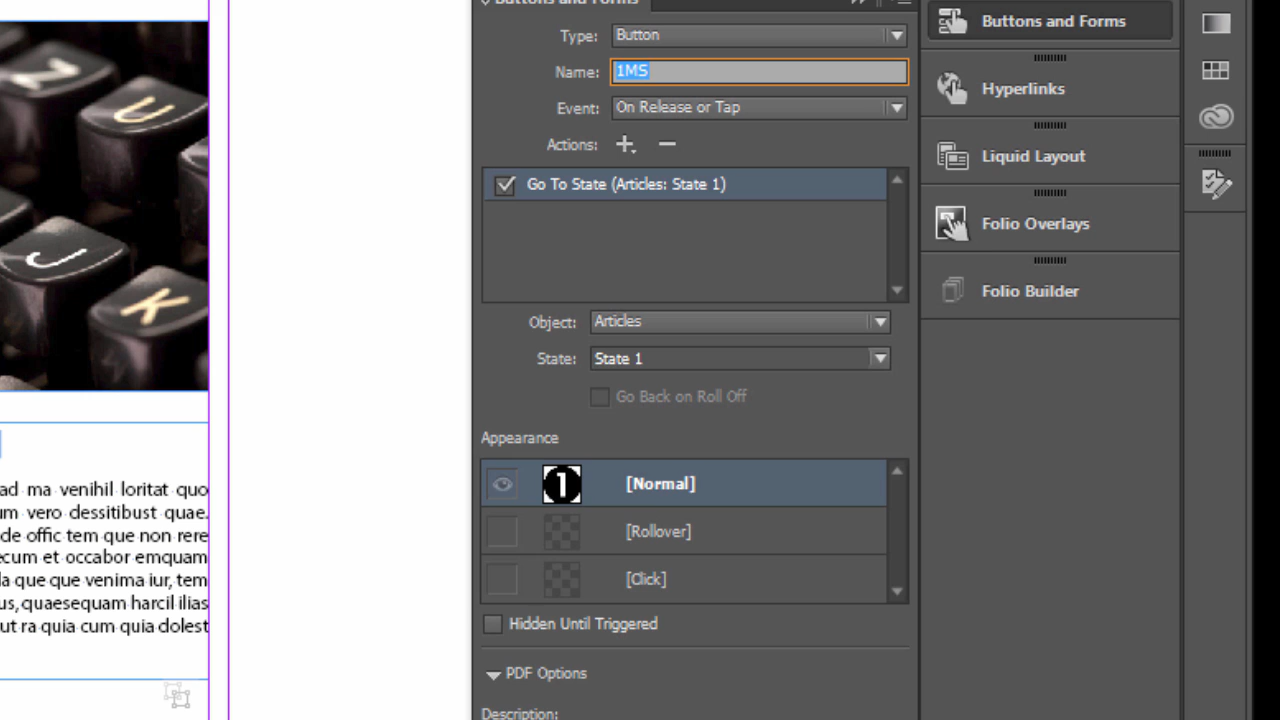 Buttons and Forms
Type: Button
Name: 1MS
Event: On Release or Tap
Actions:
Go To State (Articles: State 1)
Object: Articles
State: State 1
Go Back on Roll Off
Appearance
1 [Normal]
[Rollover]
[Click]
Hidden Until Triggered
PDF Options
Description:
Buttons and Forms
Hyperlinks
Liquid Layout
Folio Overlays
Folio Builder
N
U
J
K
ad ma venihil loritat quo
um vero dessitibust quae.
de offic tem que non rere
ecum et occabor emquam
la que que venima iur, tem
us, quaesequam harcil ilias
ut ra quia cum quia dolest